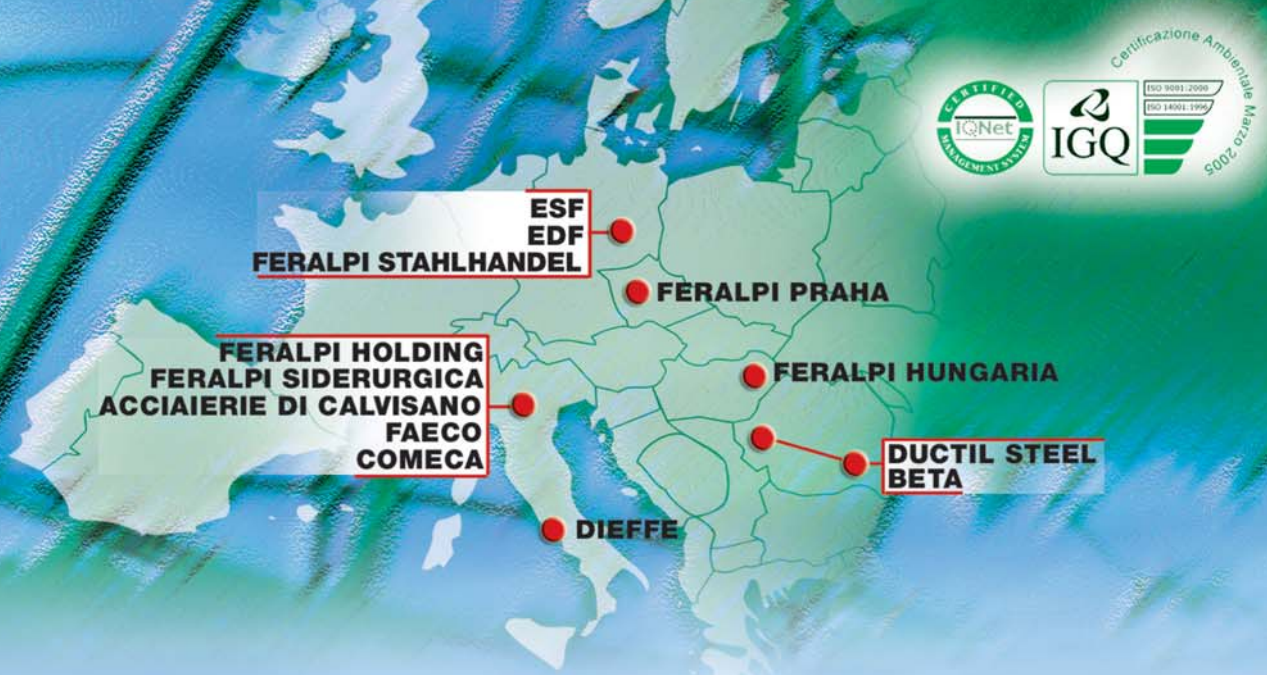 Certificazione Ambientale Marzo 2005
CERTIFIED
IQNet
MANAGEMENT SYSTEM
IGQ
ISO 9001:2000
ISO 14001:1996
ESF
EDF
FERALPI STAHLHANDEL
FERALPI PRAHA
FERALPI HOLDING
FERALPI SIDERURGICA
ACCIAIERIE DI CALVISANO
FAECO
COMECA
FERALPI HUNGARIA
DUCTIL STEEL
BETA
DIEFFE